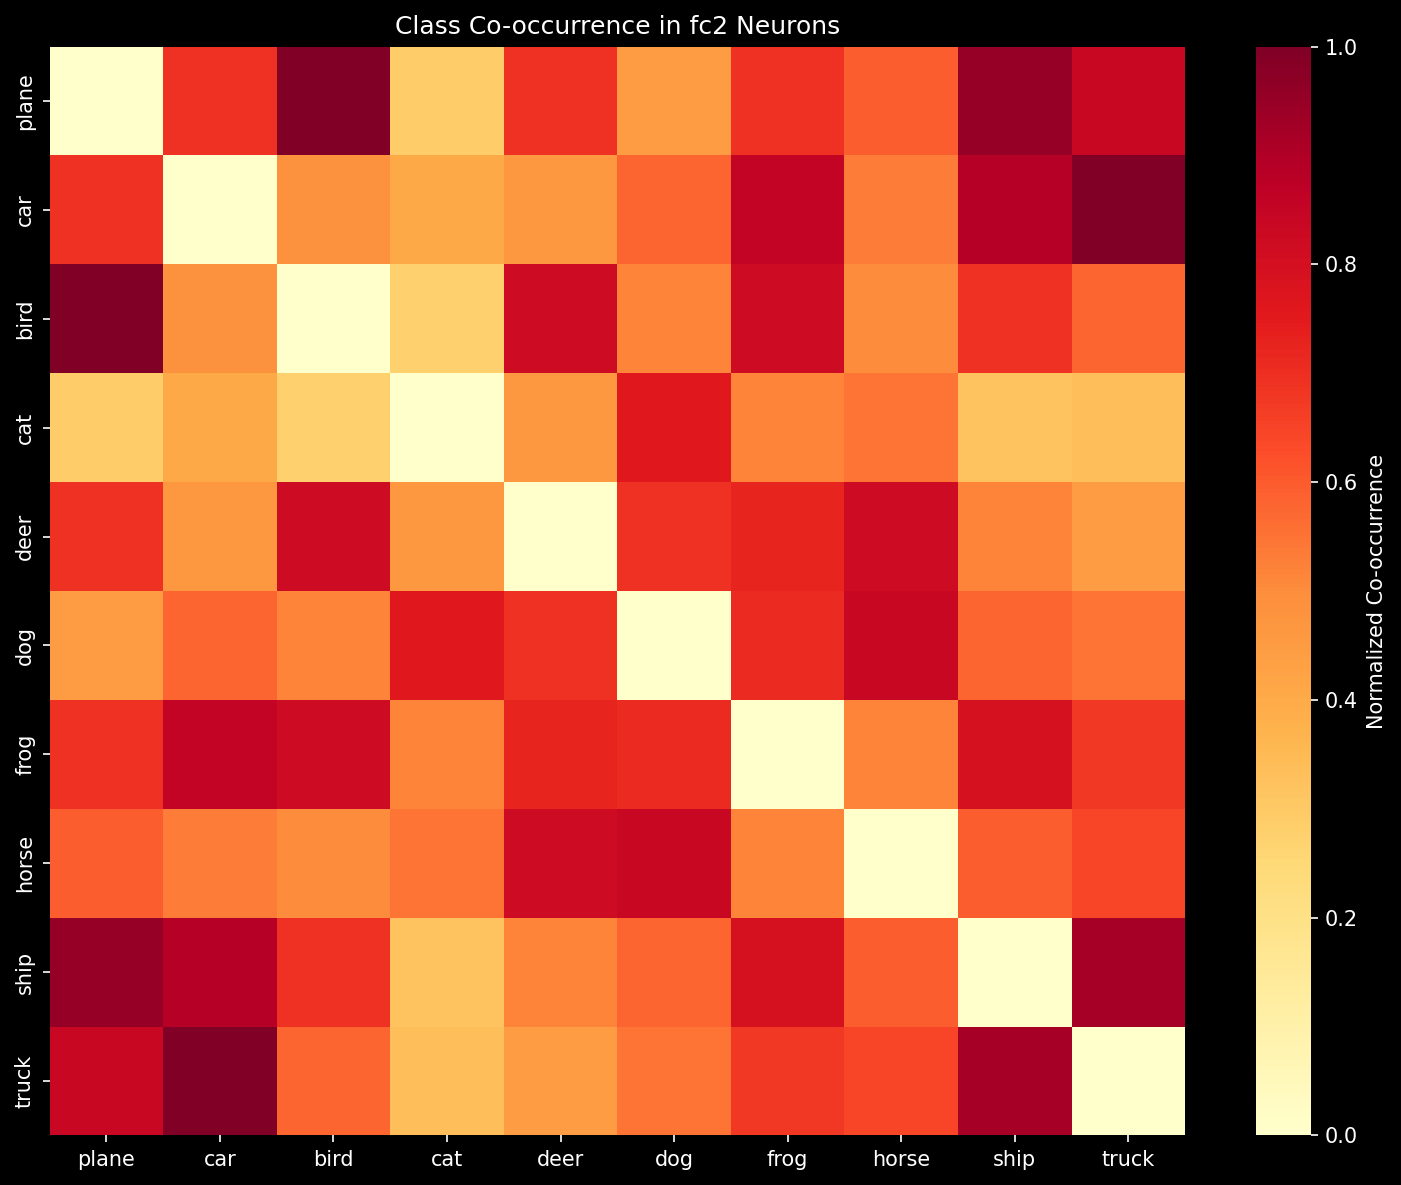 Class Co-occurrence in fc2 Neurons
plane
car
bird
cat
deer
dog
frog
horse
ship
truck
plane car bird cat deer dog frog horse ship truck
1.0
0.8
0.6
0.4
0.2
0.0
Normalized Co-occurrence